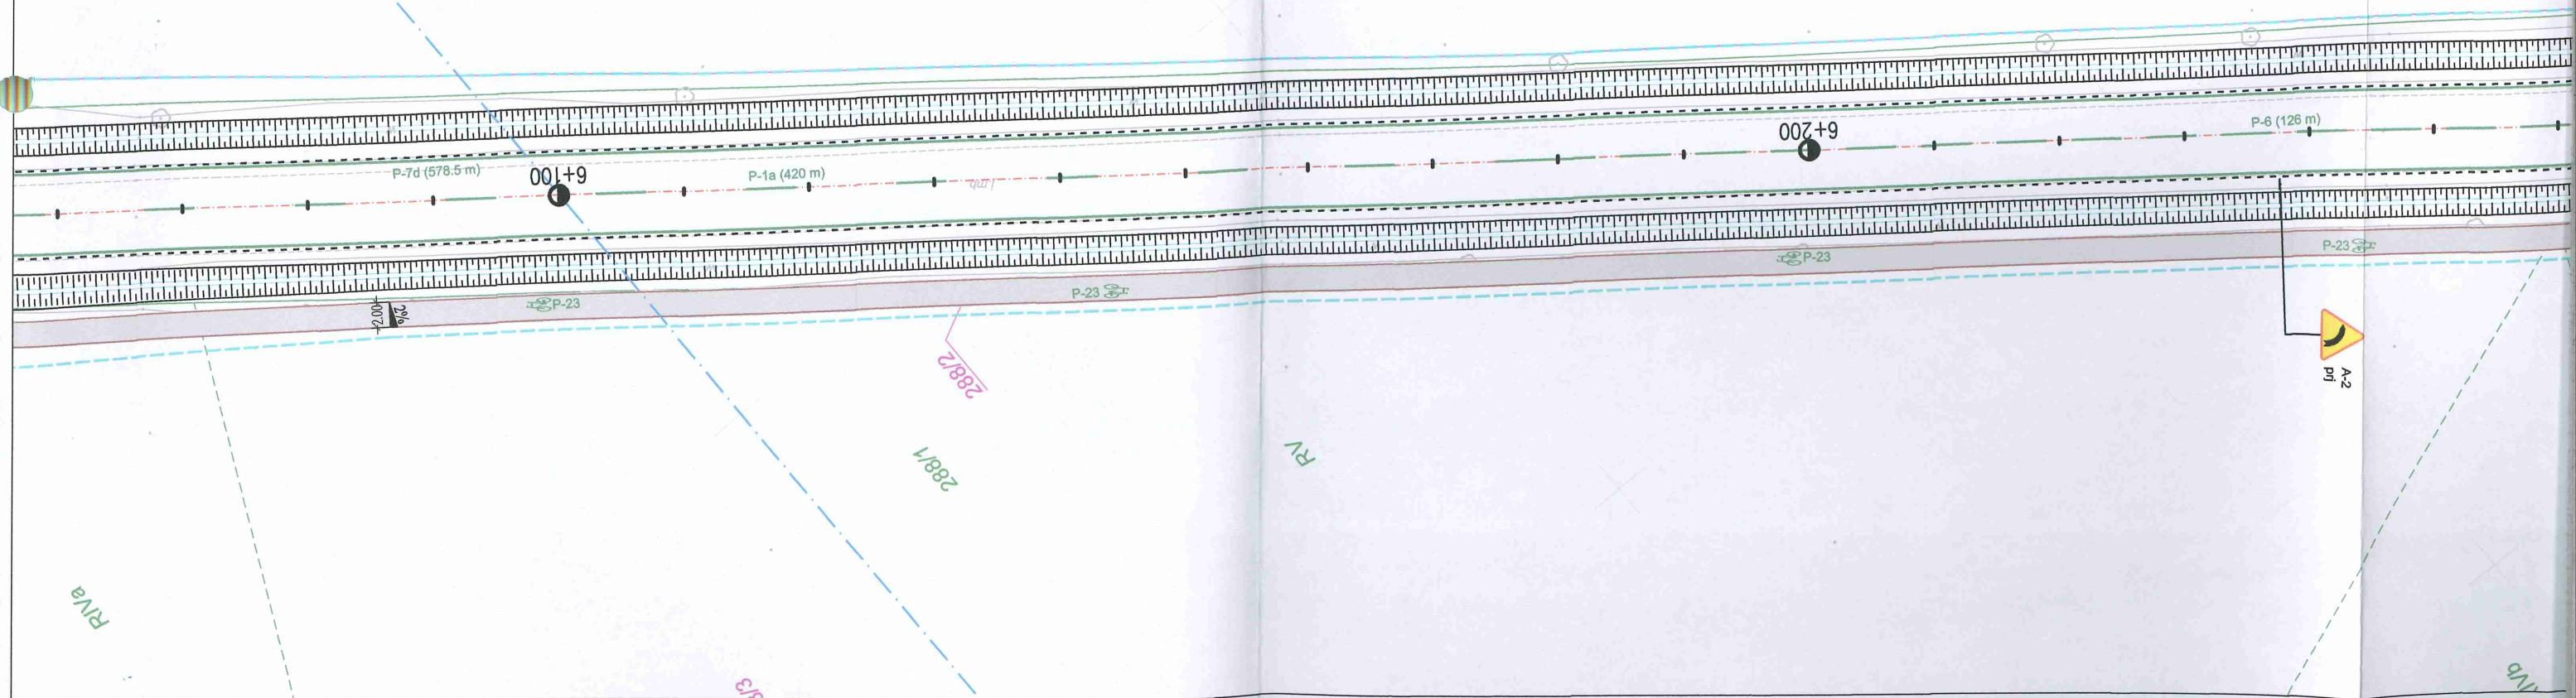 P-7d (578.5 m)
6+100
P-1a (420 m)
6+200
P-6 (126 m)
P-23
P-23
P-23
P-23
2%
2.00
288/2
288/1
RV
RIVa
A-2
prj